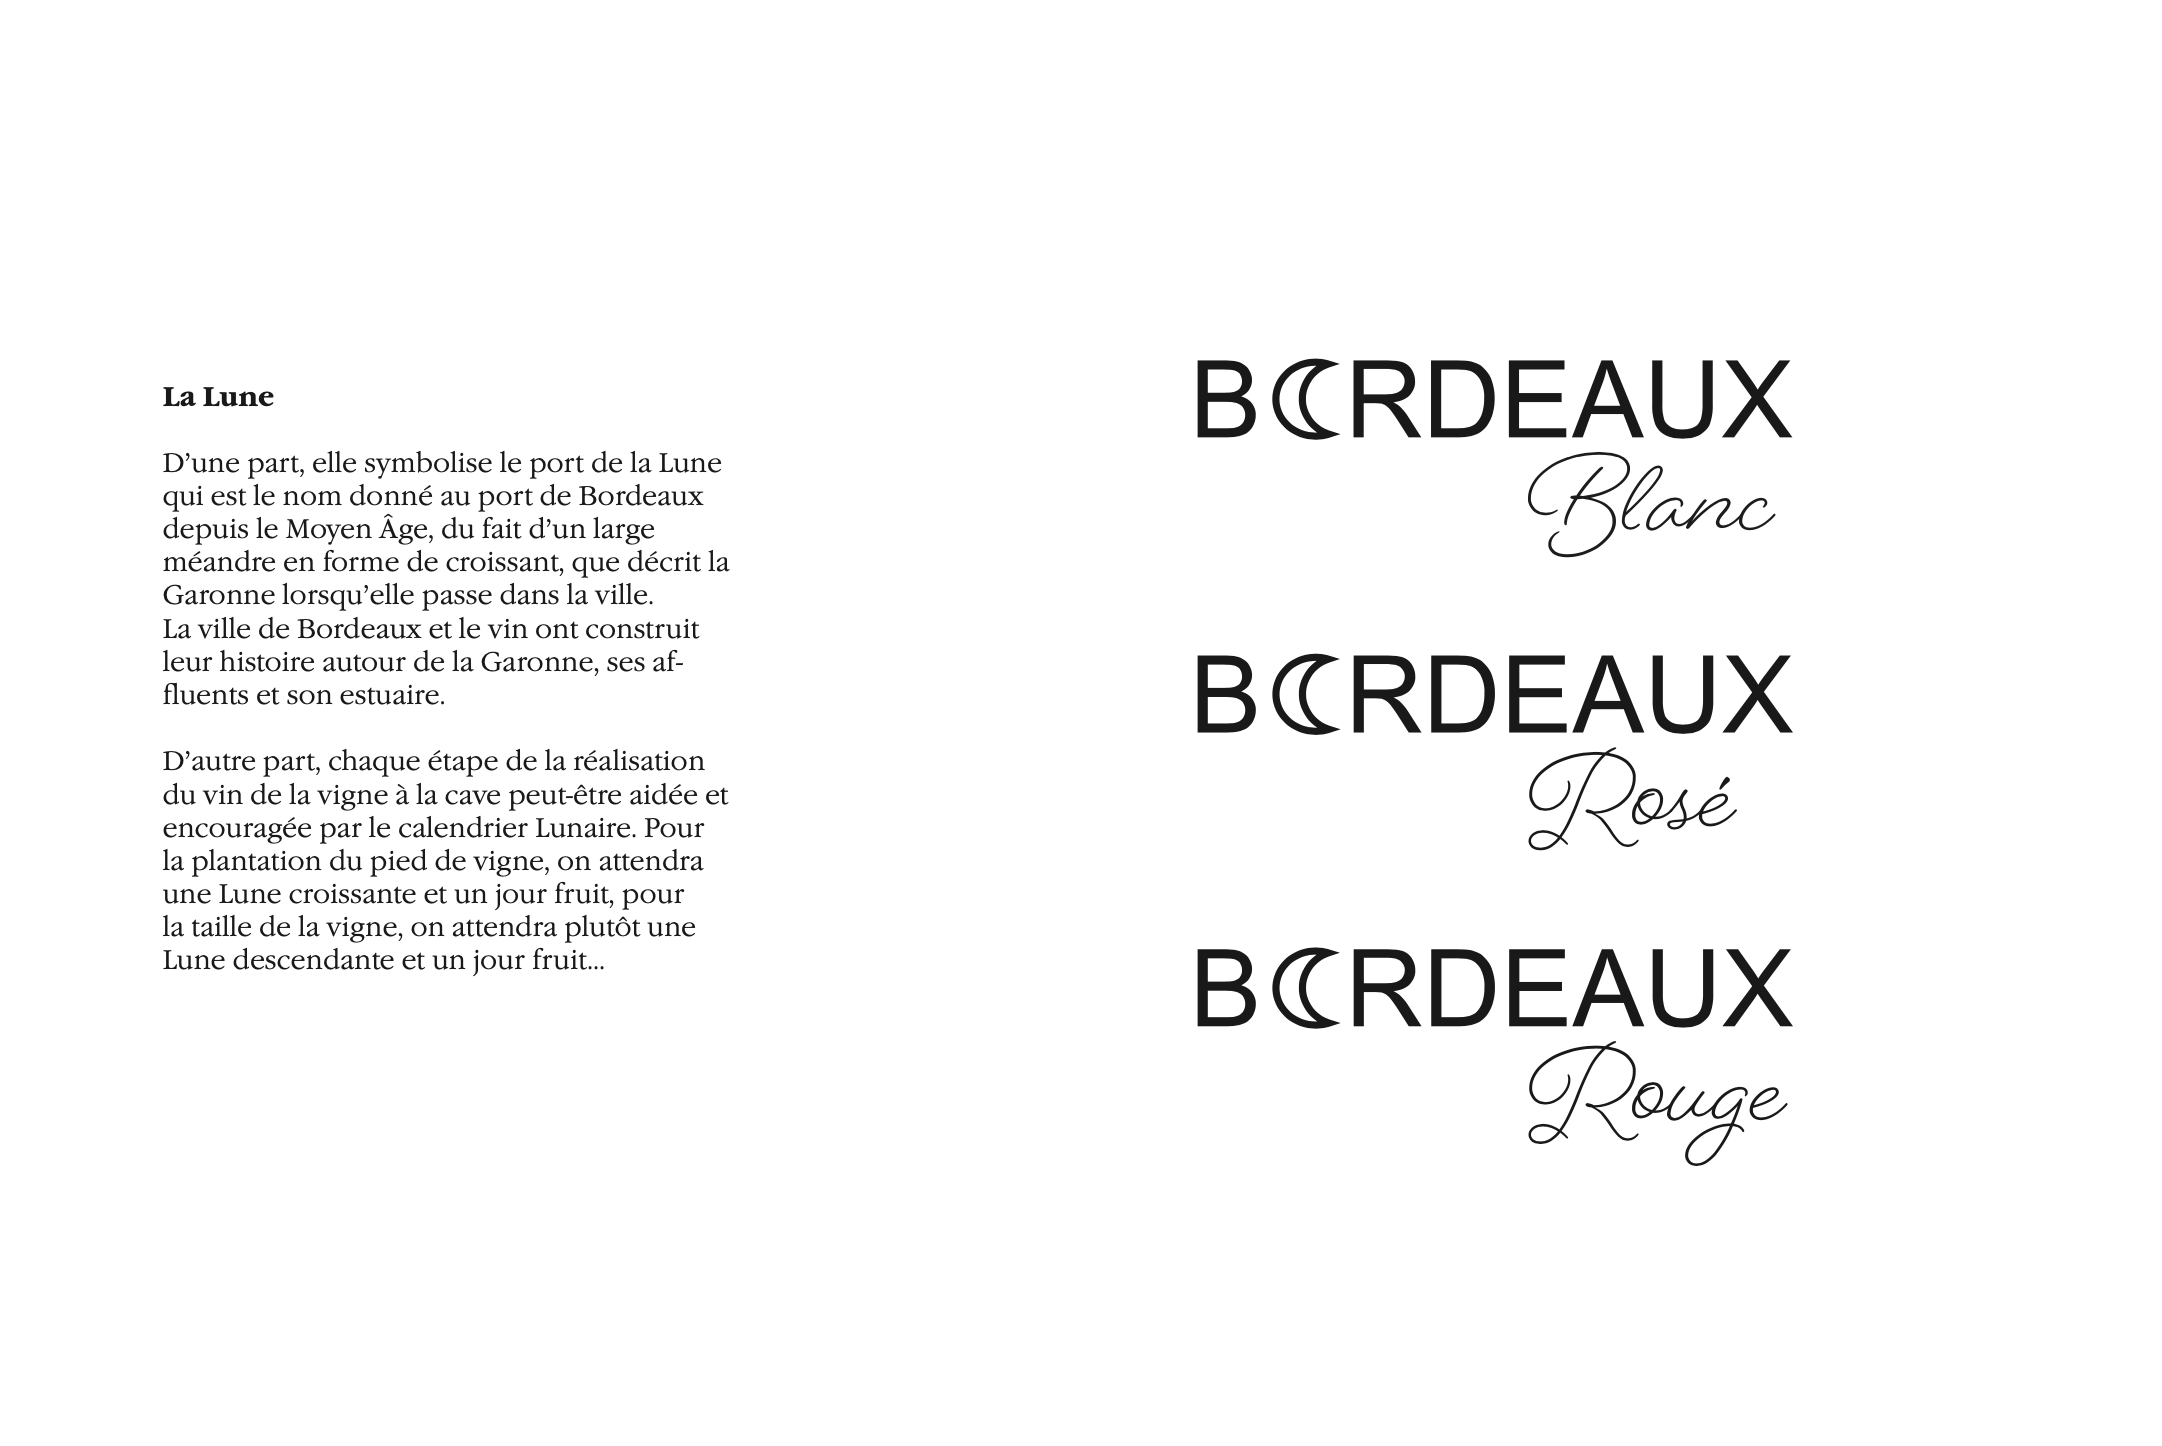 La Lune
D’une part, elle symbolise le port de la Lune
qui est le nom donné au port de Bordeaux
depuis le Moyen Âge, du fait d’un large
méandre en forme de croissant, que décrit la
Garonne lorsqu’elle passe dans la ville.
La ville de Bordeaux et le vin ont construit
leur histoire autour de la Garonne, ses af-
fluents et son estuaire.
D’autre part, chaque étape de la réalisation
du vin de la vigne à la cave peut-être aidée et
encouragée par le calendrier Lunaire. Pour
la plantation du pied de vigne, on attendra
une Lune croissante et un jour fruit, pour
la taille de la vigne, on attendra plutôt une
Lune descendante et un jour fruit...
BORDEAUX
Blanc
BORDEAUX
Rosé
BORDEAUX
Rouge